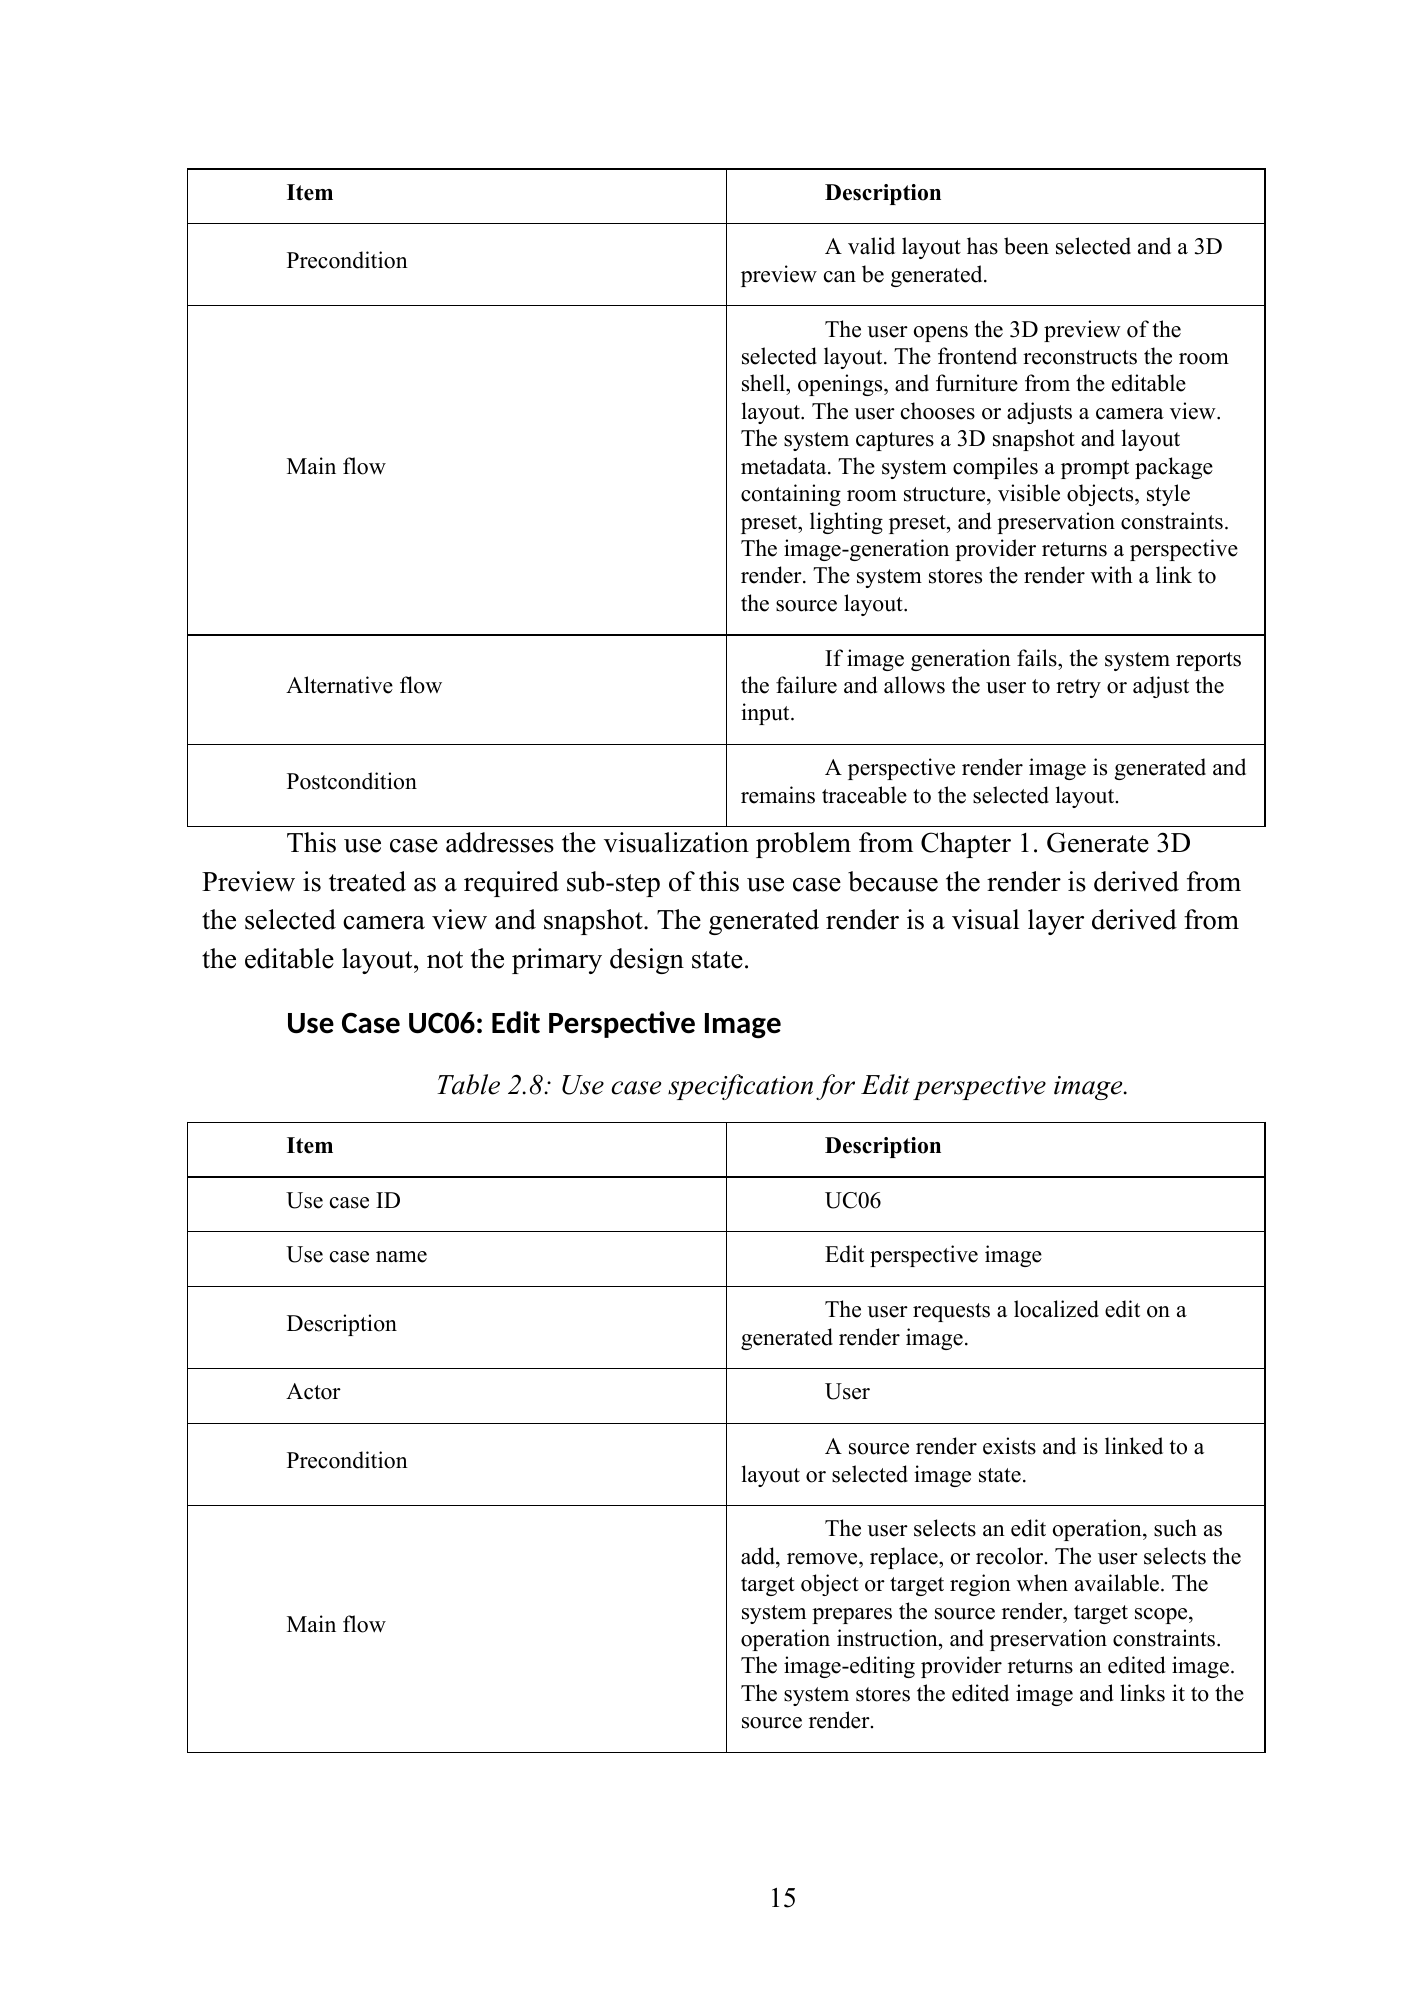 Item Description
Precondition
A valid layout has been selected and a 3D
preview can be generated.
Main flow
The user opens the 3D preview of the
selected layout. The frontend reconstructs the room
shell, openings, and furniture from the editable
layout. The user chooses or adjusts a camera view.
The system captures a 3D snapshot and layout
metadata. The system compiles a prompt package
containing room structure, visible objects, style
preset, lighting preset, and preservation constraints.
The image-generation provider returns a perspective
render. The system stores the render with a link to
the source layout.
Alternative flow
If image generation fails, the system reports
the failure and allows the user to retry or adjust the
input.
Postcondition
A perspective render image is generated and
remains traceable to the selected layout.
This use case addresses the visualization problem from Chapter 1. Generate 3D
Preview is treated as a required sub-step of this use case because the render is derived from
the selected camera view and snapshot. The generated render is a visual layer derived from
the editable layout, not the primary design state.
Use Case UC06: Edit Perspective Image
Table 2.8: Use case specification for Edit perspective image.
Item Description
Use case ID UC06
Use case name Edit perspective image
Description
The user requests a localized edit on a
generated render image.
Actor User
Precondition
A source render exists and is linked to a
layout or selected image state.
Main flow
The user selects an edit operation, such as
add, remove, replace, or recolor. The user selects the
target object or target region when available. The
system prepares the source render, target scope,
operation instruction, and preservation constraints.
The image-editing provider returns an edited image.
The system stores the edited image and links it to the
source render.
15